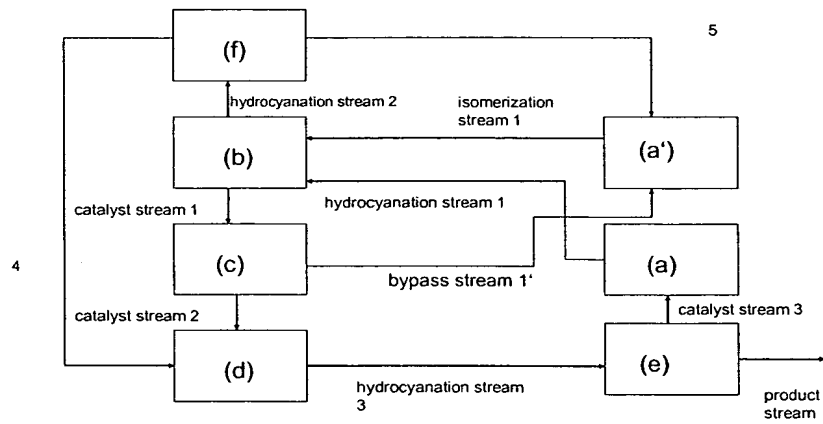 5
(f)
hydrocyanation stream 2
isomerization
stream 1
(b)
(a')
catalyst stream 1
hydrocyanation stream 1
(c)
(a)
4
bypass stream 1'
catalyst stream 2
catalyst stream 3
(d)
(e)
hydrocyanation stream
3
product
stream